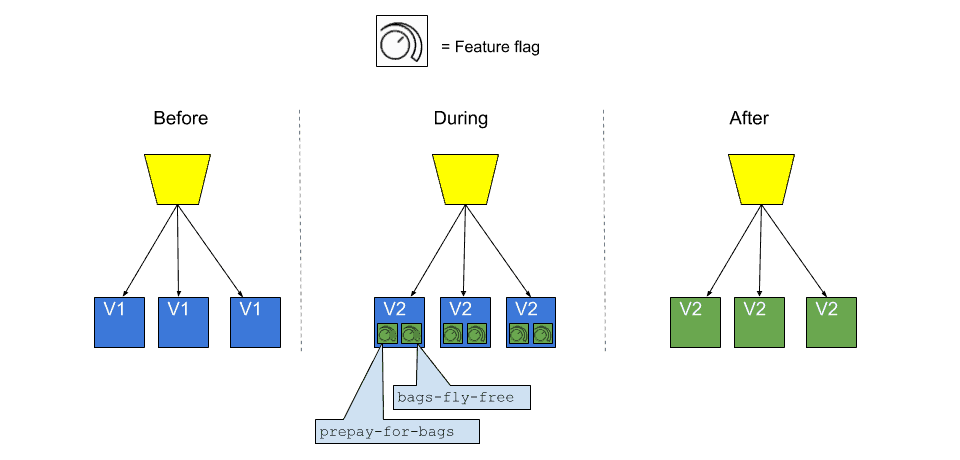 = Feature flag
Before
During
After
V1
V1
V1
V2
V2
V2
V2
V2
V2
bags-fly-free
prepay-for-bags